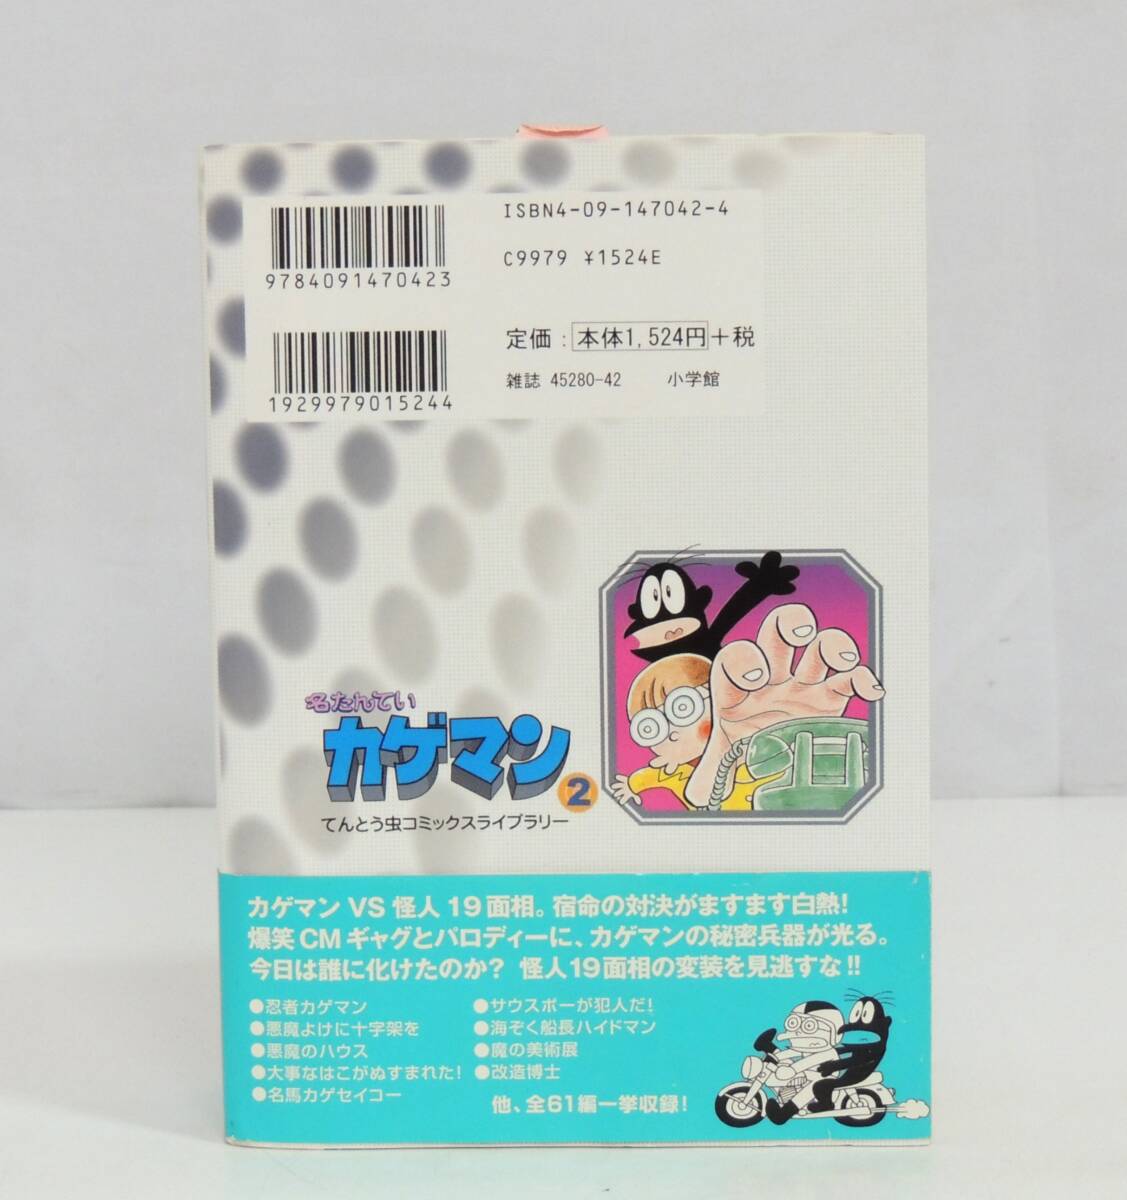 ISBN4-09-147042-4
C9979 ¥1524E
9784091470423
定価：本体1,524円＋税
雑誌 45280-42 小学館
1929979015244
名たんてい
カゲマン
2
てんとう虫コミックスライブラリー
カゲマン VS 怪人 19 面相。宿命の対決がますます白熱！
爆笑 CM ギャグとパロディーに、カゲマンの秘密兵器が光る。
今日は誰に化けたのか？ 怪人19面相の変装を見逃すな!!
●忍者カゲマン
●悪魔よけに十字架を
●悪魔のハウス
●大事なはこがぬすまれた！
●名馬カゲセイコー
●サウスポーが犯人だ！
●海ぞく船長ハイドマン
●魔の美術展
●改造博士
他、全61編一挙収録！